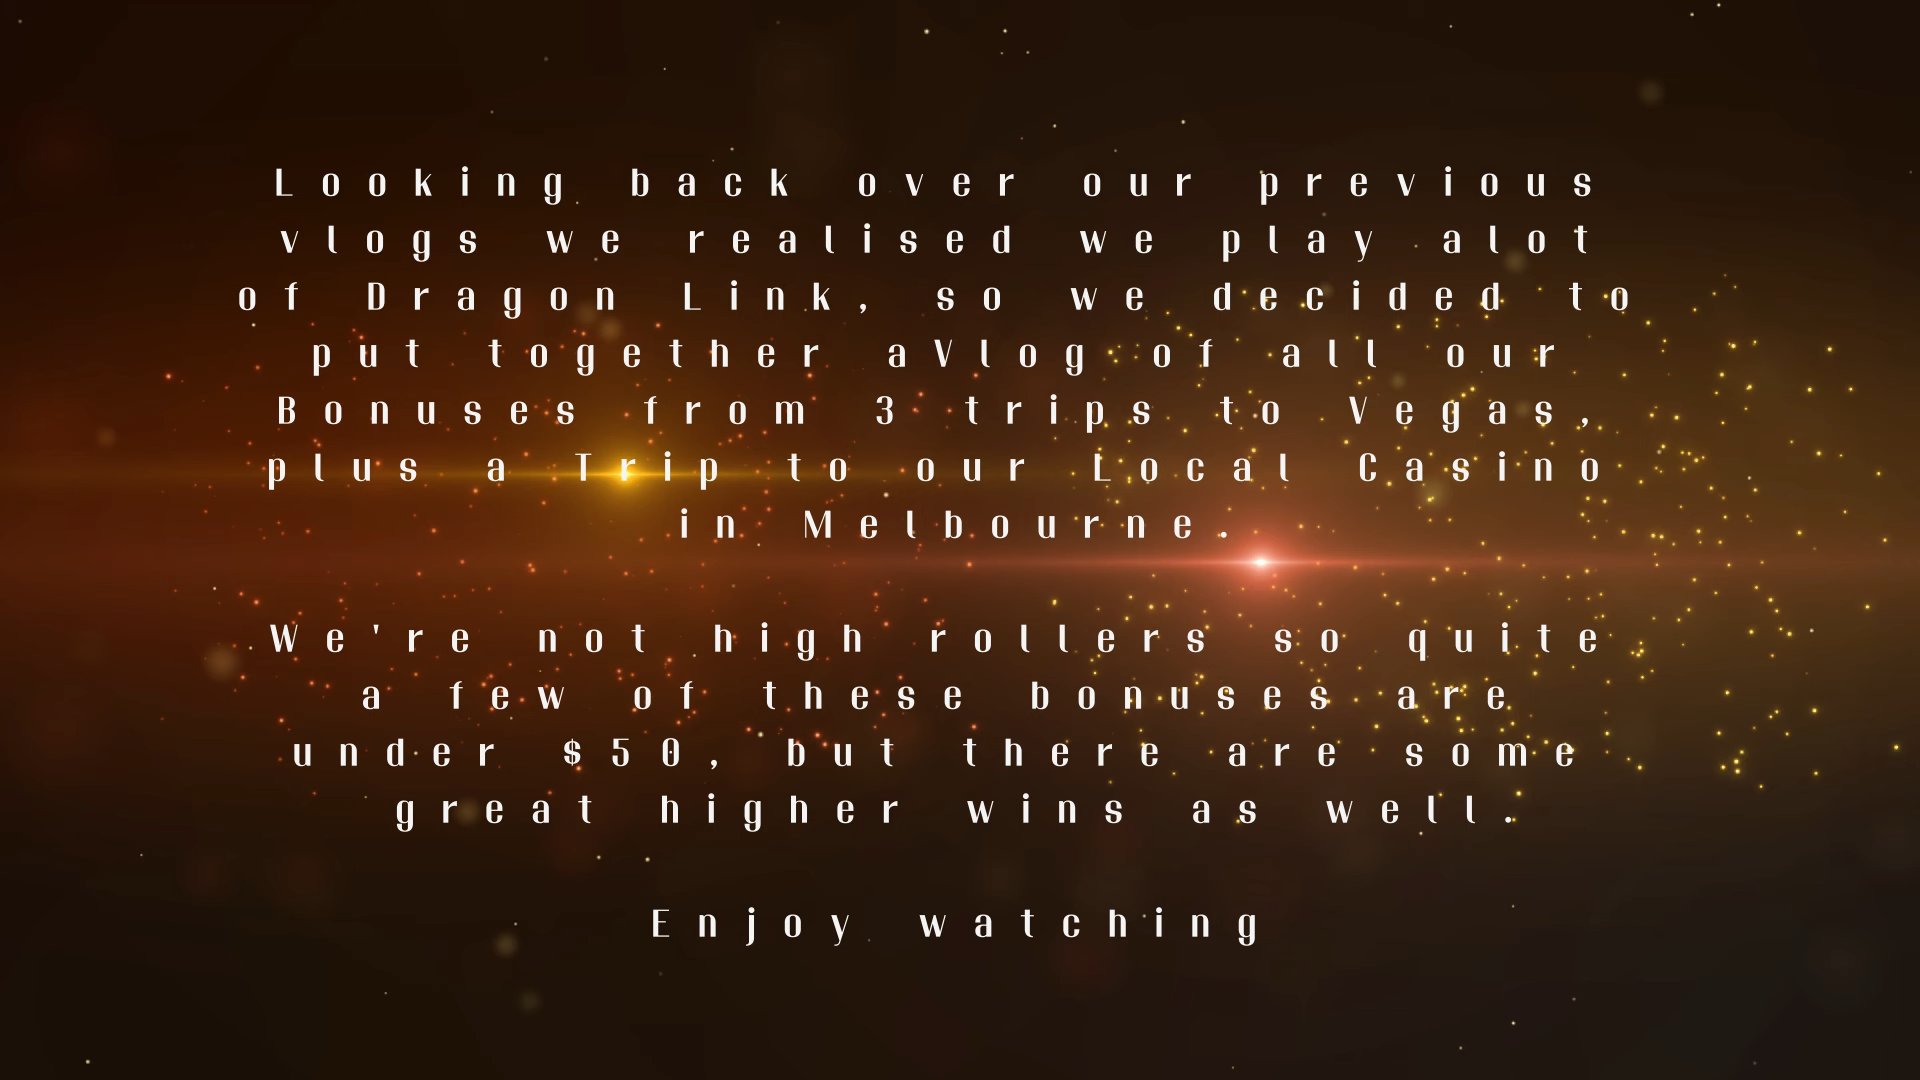 Looking back over our previous
vlogs we realised we play alot
of Dragon Link, so we decided to
put together aVlog of all our
Bonuses from 3 trips to Vegas,
plus a Trip to our Local Casino
in Melbourne.
We're not high rollers so quite
a few of these bonuses are
under $50, but there are some
great higher wins as well.
Enjoy watching